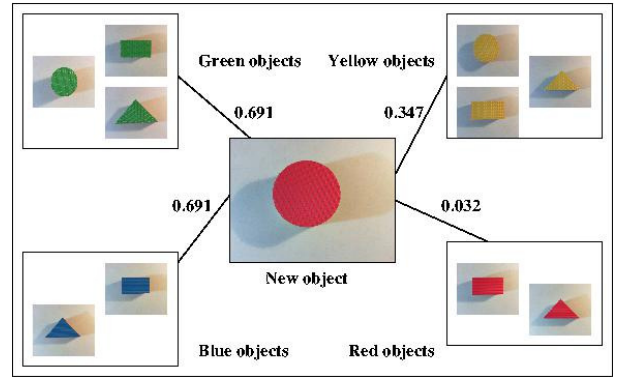 Green objects
Yellow objects
0.691
0.347
0.691
0.032
New object
Blue objects
Red objects